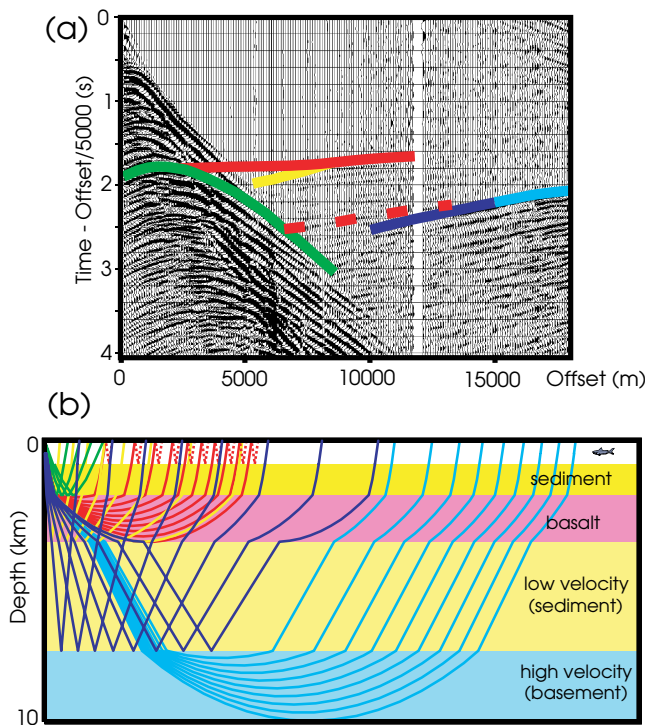 (a)
0
1
2
3
4
Time - Offset/5000 (s)
0 5000 10000 15000 Offset (m)
(b)
0
10
Depth (km)
sediment
basalt
low velocity
(sediment)
high velocity
(basement)